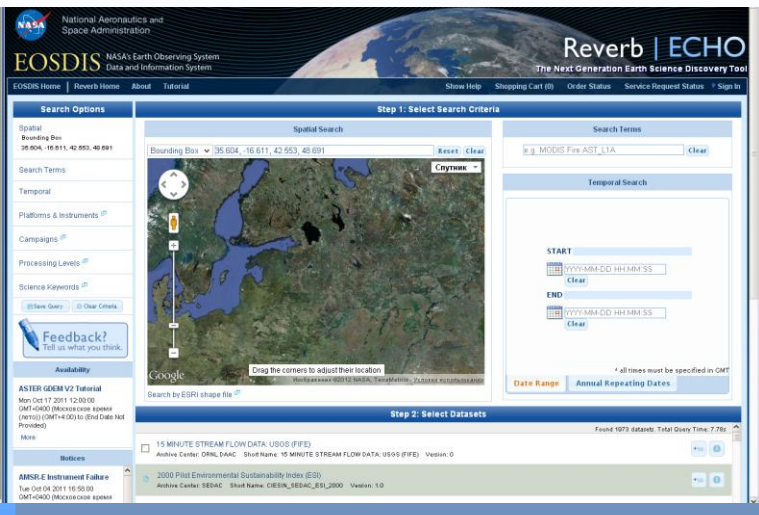 NASA
National Aeronautics and
Space Administration
EOSDIS NASA's Earth Observing System
Data and Information System
Reverb | ECHO
The Next Generation Earth Science Discovery Tool
EOSDIS Home | Reverb Home About Tutorial
Show Help Shopping Cart (0) Order Status Service Request Status Sign In
Search Options
Spatial
Bounding Box
35.604, -16.611, 42.553, 48.691
Search Terms
Temporal
Platforms & Instruments
Campaigns
Processing Levels
Science Keywords
Save Query Clear Criteria
Feedback?
Tell us what you think.
Availability
ASTER GDEM V2 Tutorial
Mon Oct 17 2011 12:00:00
GMT+0400 (Московское время
(лето)) (GMT+4:00) to (End Date Not
Provided)
More
Notices
AMSR-E Instrument Failure
Tue Oct 04 2011 16:58:00
GMT+0400 (Московское время
Step 1: Select Search Criteria
Spatial Search
Bounding Box 35.604, -16.611, 42.553, 48.691 Reset Clear
Спутник
Drag the corners to adjust their location
Google
Изображения ©2012 NASA, TerraMetrics - Условия использования
Search by ESRI shape file
Search Terms
e.g. MODIS Fire AST_L1A Clear
Temporal Search
START
YYYY-MM-DD HH:MM:SS
Clear
END
YYYY-MM-DD HH:MM:SS
Clear
* all times must be specified in GMT
Date Range Annual Repeating Dates
Step 2: Select Datasets
Found 1973 datasets. Total Query Time: 7.78s
15 MINUTE STREAM FLOW DATA: USGS (FIFE)
Archive Center: ORNL_DAAC Short Name: 15 MINUTE STREAM FLOW DATA: USGS (FIFE) Version: 0
2000 Pilot Environmental Sustainability Index (ESI)
Archive Center: SEDAC Short Name: CIESIN_SEDAC_ESI_2000 Version: 1.0